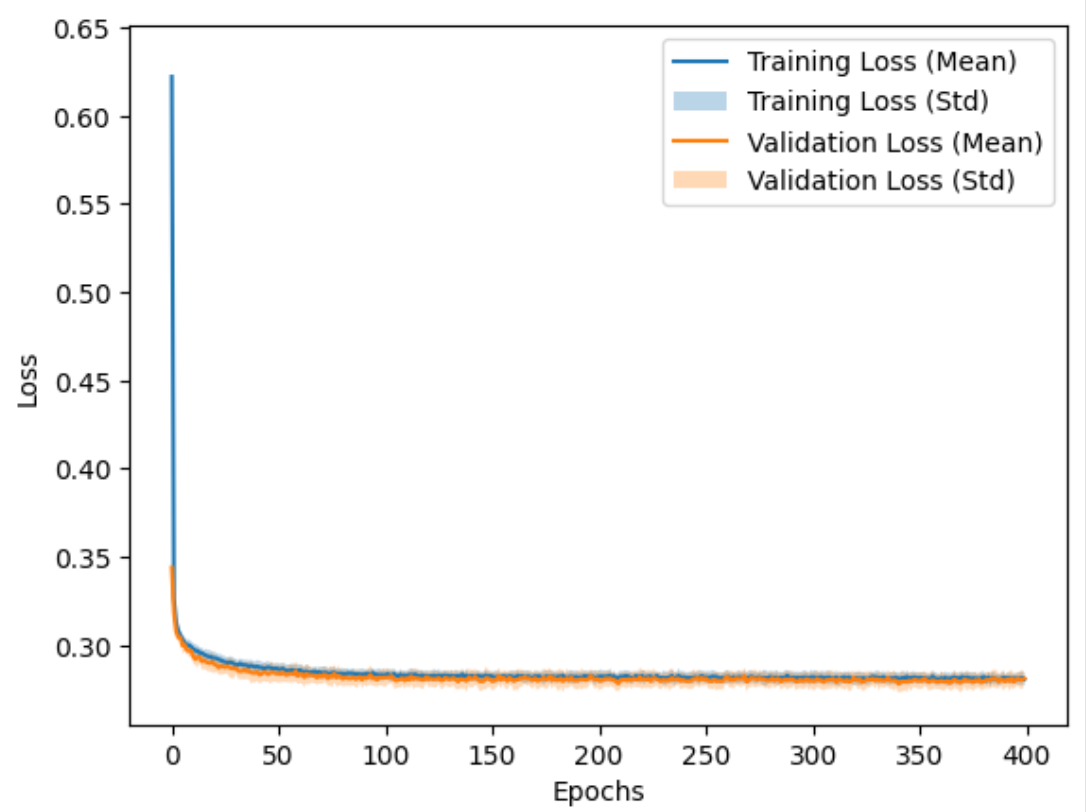 0.65
0.60
0.55
0.50
0.45
0.40
0.35
0.30
Loss
Training Loss (Mean)
Training Loss (Std)
Validation Loss (Mean)
Validation Loss (Std)
0 50 100 150 200 250 300 350 400
Epochs